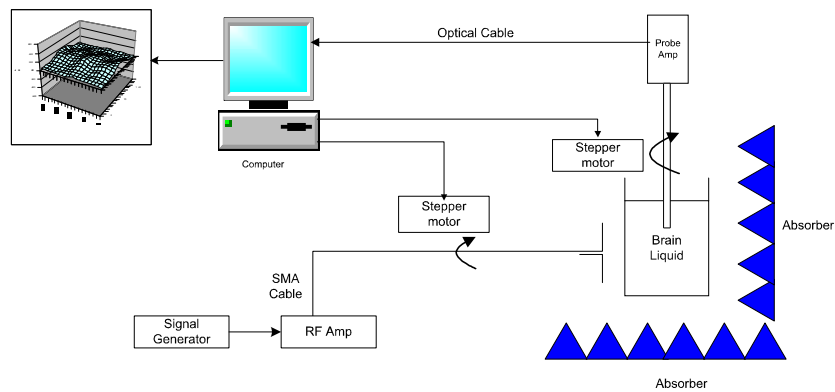 Optical Cable
Probe
Amp
Computer
Stepper
motor
Stepper
motor
Brain
Liquid
Absorber
SMA
Cable
Signal
Generator
RF Amp
Absorber